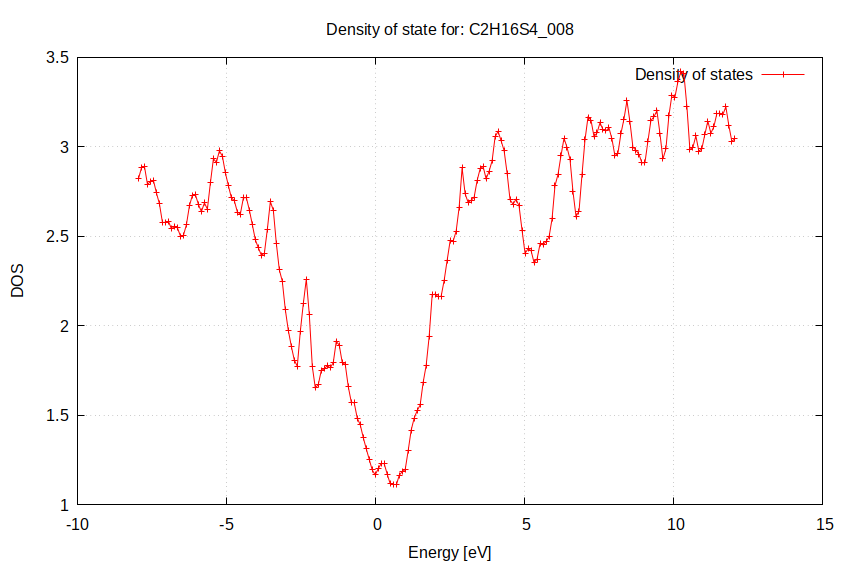 Density of state for: C2H16S4_008
Density of states
3.5
3
2.5
2
1.5
1
DOS
-10 -5 0 5 10 15
Energy [eV]